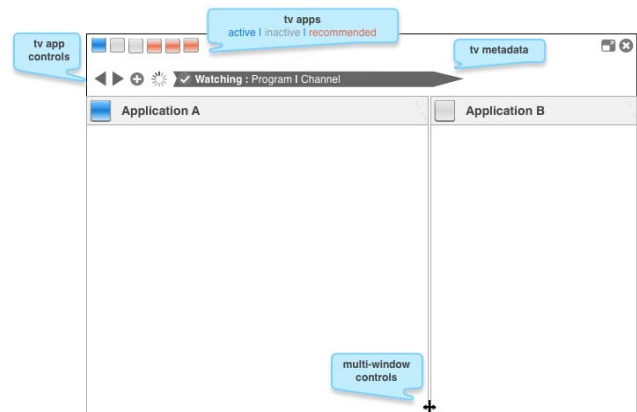 tv apps
active I inactive I recommended
tv app
controls
tv metadata
Watching : Program I Channel
Application A
Application B
multi-window
controls